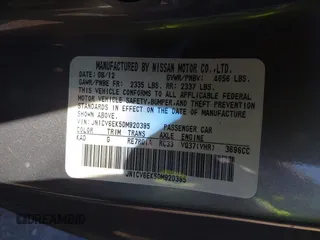 MANUFACTURED BY NISSAN MOTOR CO.,LTD.
DATE: 08/12 GVWR/PNBV: 4656 LBS.
GAWR/PNBE FR: 2335 LBS. RR: 2337 LBS.
THIS VEHICLE CONFORMS TO ALL APPLICABLE
FEDERAL MOTOR VEHICLE SAFETY, BUMPER, AND THEFT PREVENTION
STANDARDS IN EFFECT ON THE DATE OF MANUFACTURE
SHOWN ABOVE.
JN1CV6EK5DM920395 PASSENGER CAR
COLOR TRIM TRANS AXLE ENGINE
KAD G RE7R01A RC33 VQ37(VHR) 3696CC
JN1CV6EK5DM920395
© AUTOBIDMASTER